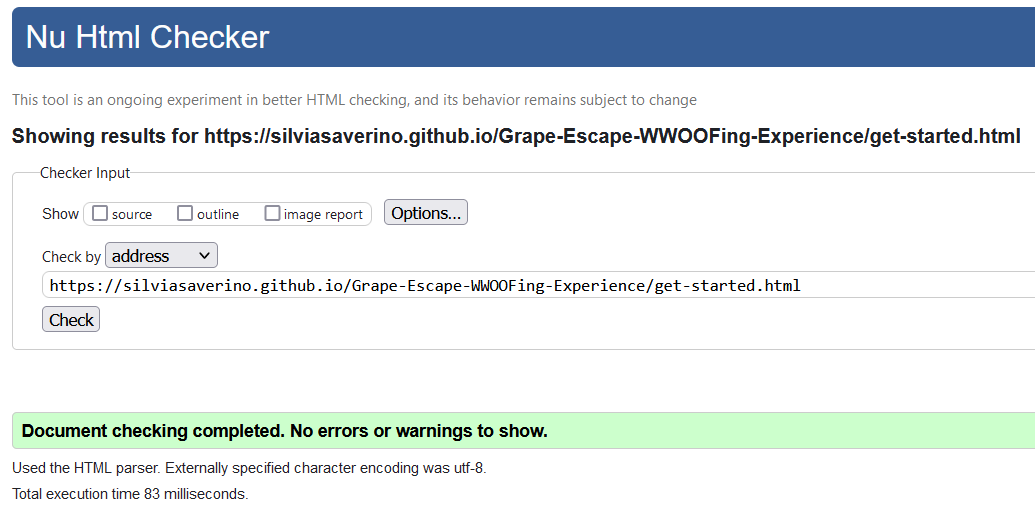 Nu Html Checker
This tool is an ongoing experiment in better HTML checking, and its behavior remains subject to change
Showing results for https://silviasaverino.github.io/Grape-Escape-WWOOFing-Experience/get-started.html
Checker Input
Show source outline image report Options...
Check by address
https://silviasaverino.github.io/Grape-Escape-WWOOFing-Experience/get-started.html
Check
Document checking completed. No errors or warnings to show.
Used the HTML parser. Externally specified character encoding was utf-8.
Total execution time 83 milliseconds.